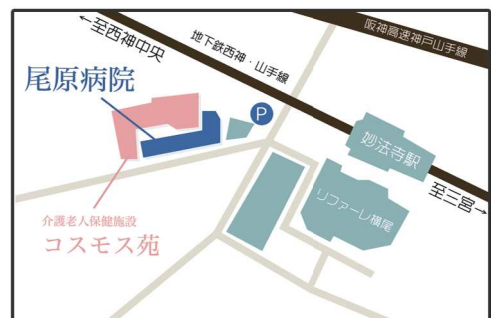 阪神高速神戸山手線
←至西神中央
地下鉄西神・山手線
尾原病院
P
妙法寺駅
至三宮→
リファーレ横尾
介護老人保健施設
コスモス苑